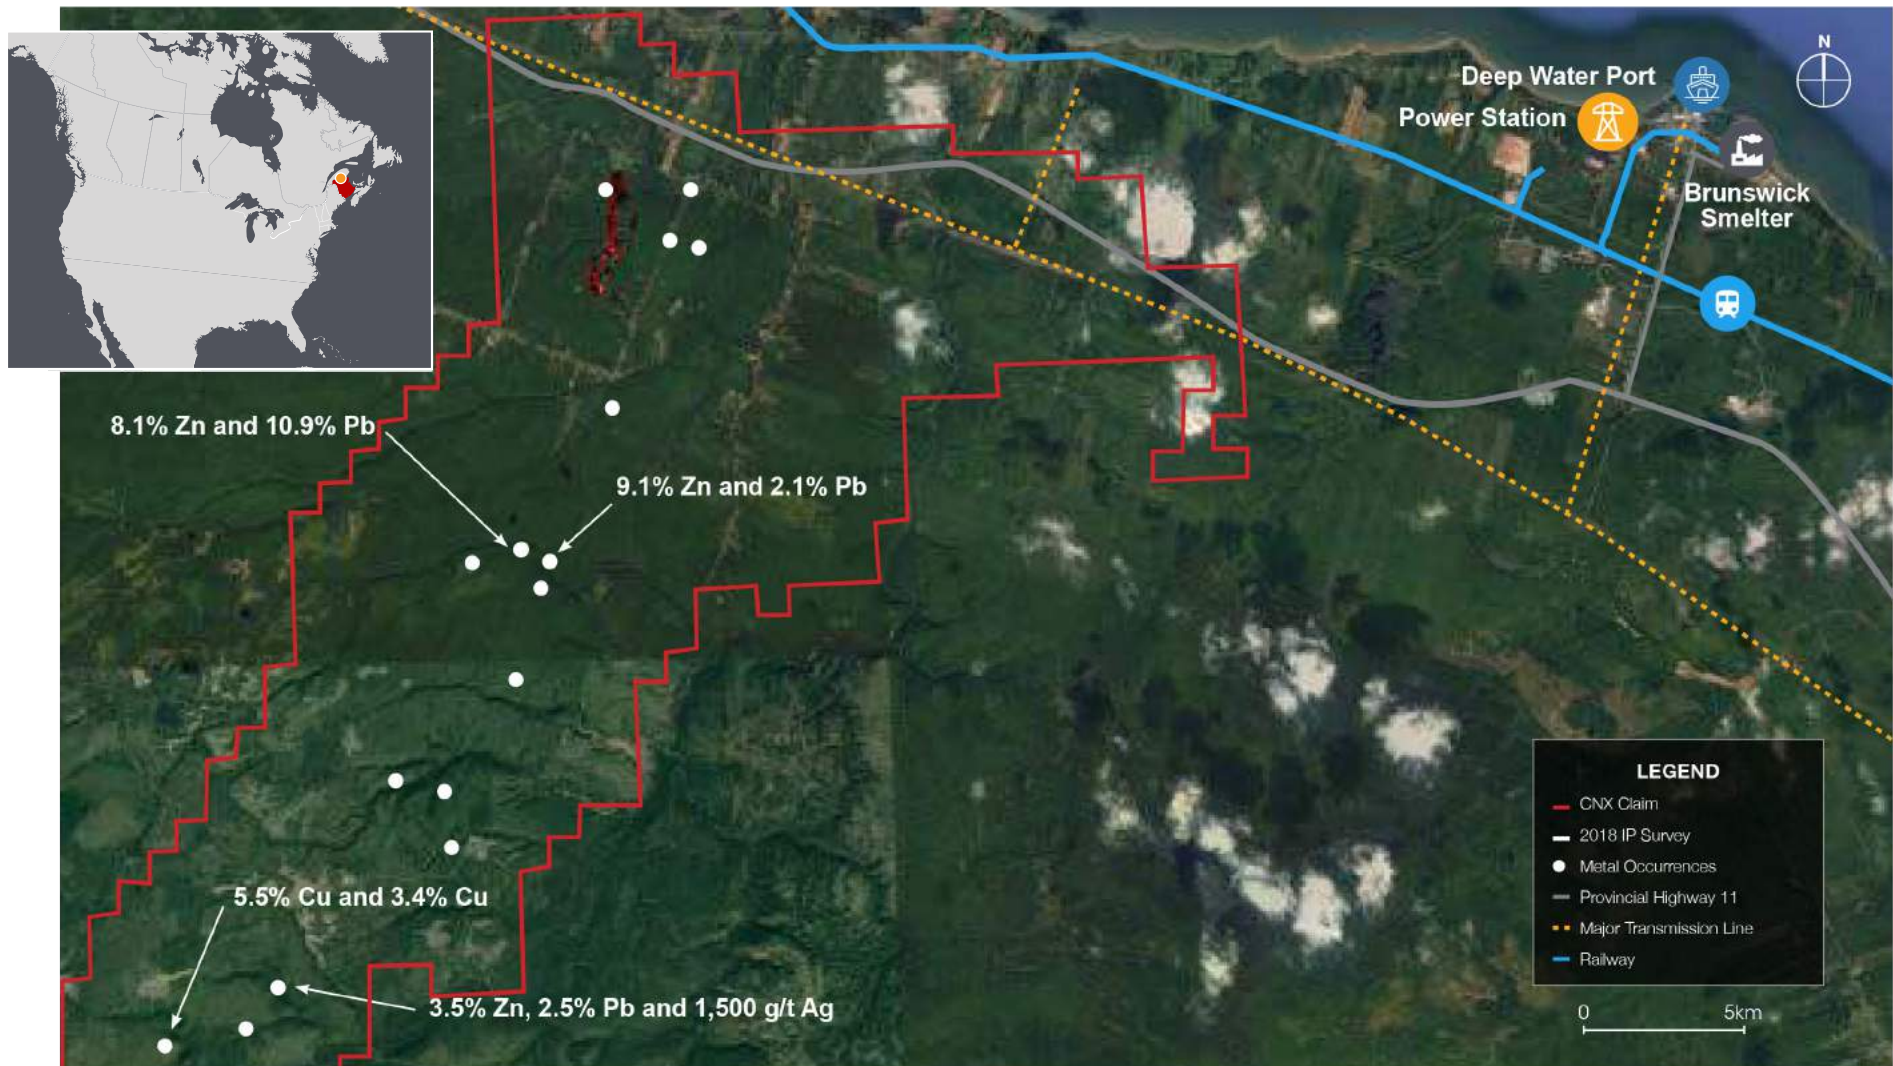 N
Deep Water Port
Power Station
Brunswick
Smelter
8.1% Zn and 10.9% Pb
9.1% Zn and 2.1% Pb
5.5% Cu and 3.4% Cu
3.5% Zn, 2.5% Pb and 1,500 g/t Ag
LEGEND
CNX Claim
2018 IP Survey
Metal Occurrences
Provincial Highway 11
Major Transmission Line
Railway
0 5km